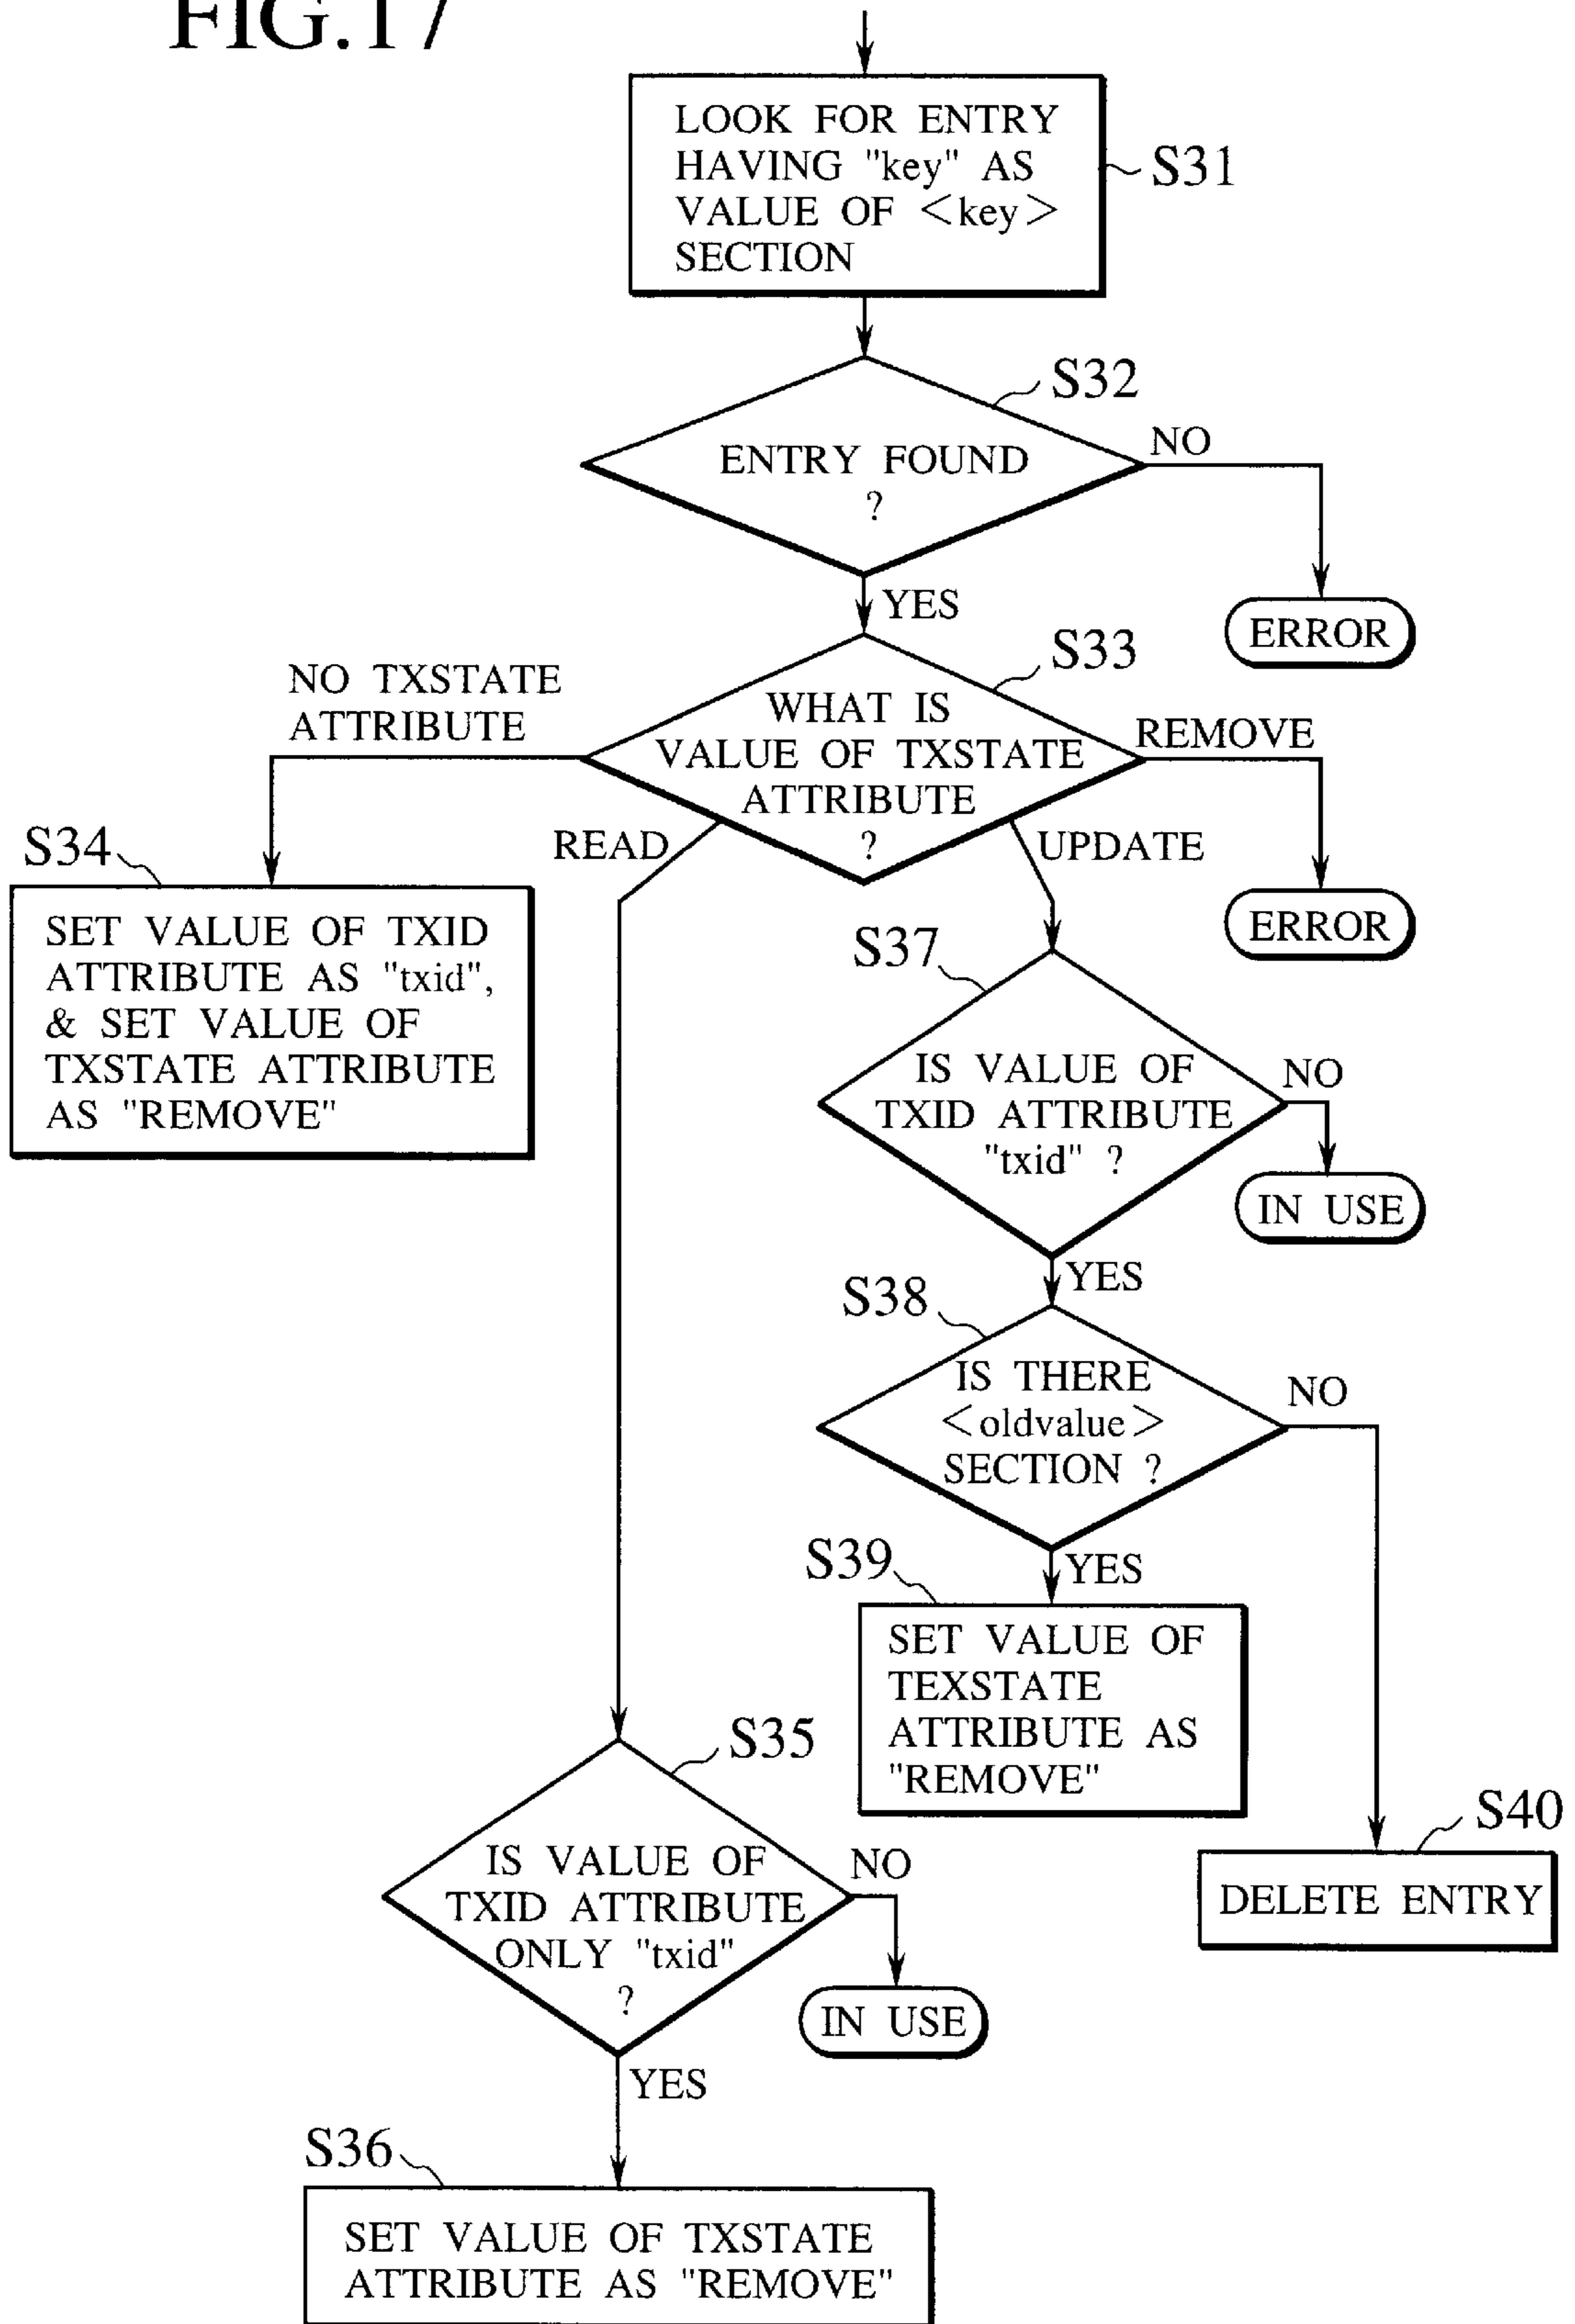 FIG.17
LOOK FOR ENTRY
HAVING "key" AS
VALUE OF <key>
SECTION
S31
S32
ENTRY FOUND
?
NO
YES
ERROR
S33
NO TXSTATE
ATTRIBUTE
WHAT IS
VALUE OF TXSTATE
ATTRIBUTE
?
REMOVE
READ
UPDATE
ERROR
S34
SET VALUE OF TXID
ATTRIBUTE AS "txid",
& SET VALUE OF
TXSTATE ATTRIBUTE
AS "REMOVE"
S37
IS VALUE OF
TXID ATTRIBUTE
"txid" ?
NO
IN USE
YES
S38
IS THERE
<oldvalue>
SECTION ?
NO
YES
S39
SET VALUE OF
TEXSTATE
ATTRIBUTE AS
"REMOVE"
S40
DELETE ENTRY
S35
IS VALUE OF
TXID ATTRIBUTE
ONLY "txid"
?
NO
IN USE
YES
S36
SET VALUE OF TXSTATE
ATTRIBUTE AS "REMOVE"